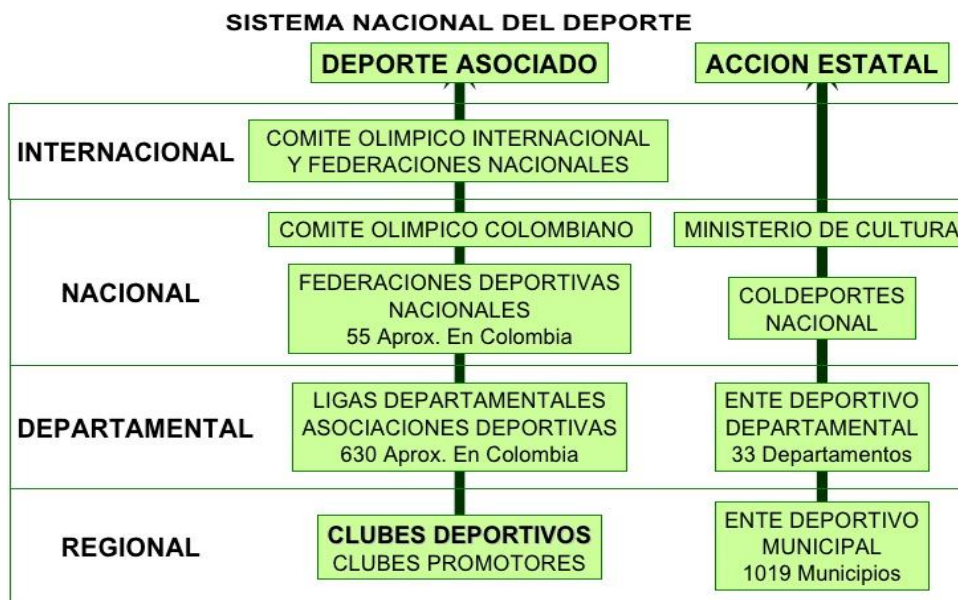 SISTEMA NACIONAL DEL DEPORTE
DEPORTE ASOCIADO
ACCION ESTATAL
INTERNACIONAL
COMITE OLIMPICO INTERNACIONAL
Y FEDERACIONES NACIONALES
NACIONAL
COMITE OLIMPICO COLOMBIANO
MINISTERIO DE CULTURA
FEDERACIONES DEPORTIVAS
NACIONALES
55 Aprox. En Colombia
COLDEPORTES
NACIONAL
DEPARTAMENTAL
LIGAS DEPARTAMENTALES
ASOCIACIONES DEPORTIVAS
630 Aprox. En Colombia
ENTE DEPORTIVO
DEPARTAMENTAL
33 Departamentos
REGIONAL
CLUBES DEPORTIVOS
CLUBES PROMOTORES
ENTE DEPORTIVO
MUNICIPAL
1019 Municipios